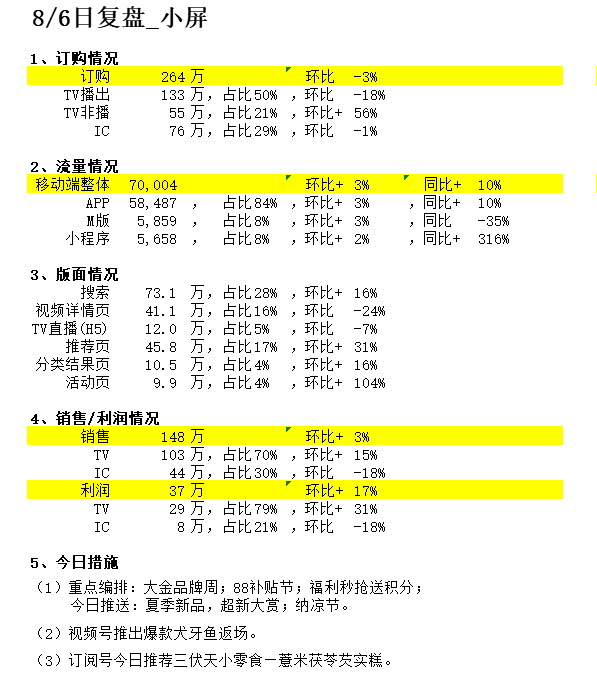 8/6日复盘_小屏
1、订购情况
订购 264 万 环比 -3%
TV播出 133 万，占比50% ，环比 -18%
TV非播 55 万，占比21% ，环比+ 56%
IC 76 万，占比29% ，环比 -1%
2、流量情况
移动端整体 70,004 环比+ 3% 同比+ 10%
APP 58,487 ， 占比84% ，环比+ 3% ，同比+ 10%
M版 5,859 ， 占比8% ，环比+ 3% ，同比 -35%
小程序 5,658 ， 占比8% ，环比+ 2% ，同比+ 316%
3、版面情况
搜索 73.1 万，占比28% ，环比+ 16%
视频详情页 41.1 万，占比16% ，环比 -24%
TV直播(H5) 12.0 万，占比5% ，环比 -7%
推荐页 45.8 万，占比17% ，环比+ 31%
分类结果页 10.5 万，占比4% ，环比+ 16%
活动页 9.9 万，占比4% ，环比+ 104%
4、销售/利润情况
销售 148 万 环比+ 3%
TV 103 万，占比70% ，环比+ 15%
IC 44 万，占比30% ，环比 -18%
利润 37 万 环比+ 17%
TV 29 万，占比79% ，环比+ 31%
IC 8 万，占比21% ，环比 -18%
5、今日措施
（1）重点编排：大金品牌周；88补贴节；福利秒抢送积分；
今日推送：夏季新品，超新大赏；纳凉节。
（2）视频号推出爆款犬牙鱼返场。
（3）订阅号今日推荐三伏天小零食—薏米茯苓芡实糕。